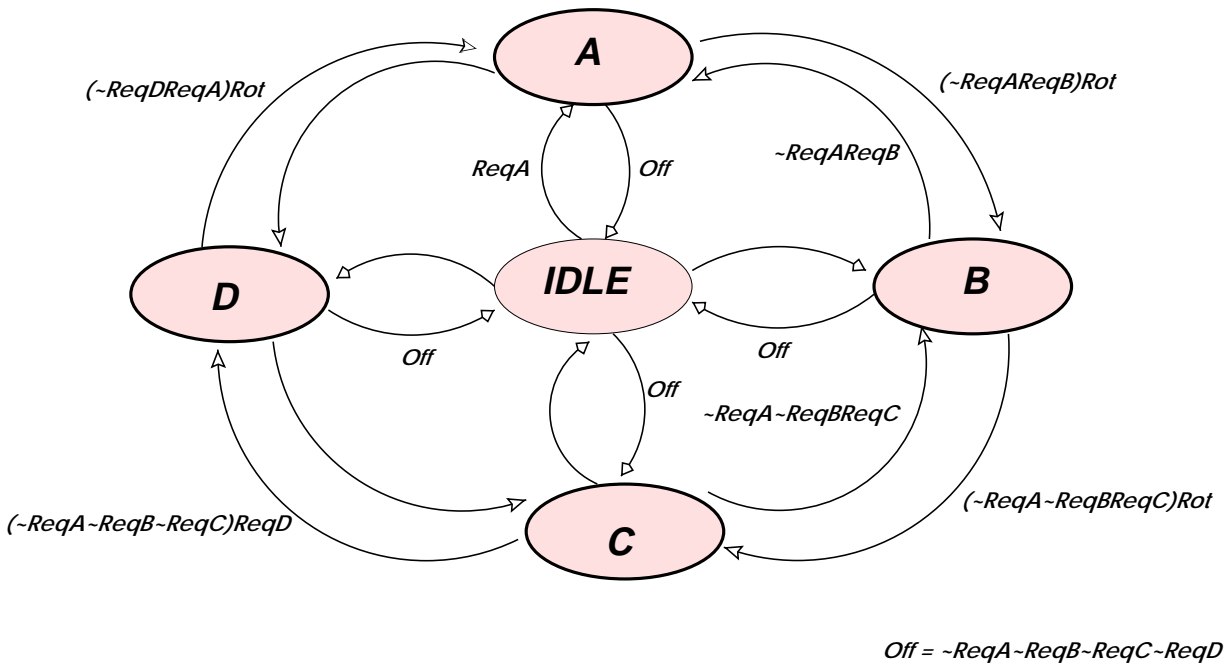 A
(~ReqDReqA)Rot
(~ReqAReqB)Rot
~ReqAReqB
ReqA
Off
IDLE
D
B
Off
Off
Off
~ReqA~ReqBReqC
(~ReqA~ReqBReqC)Rot
(~ReqA~ReqB~ReqC)ReqD
C
Off = ~ReqA~ReqB~ReqC~ReqD